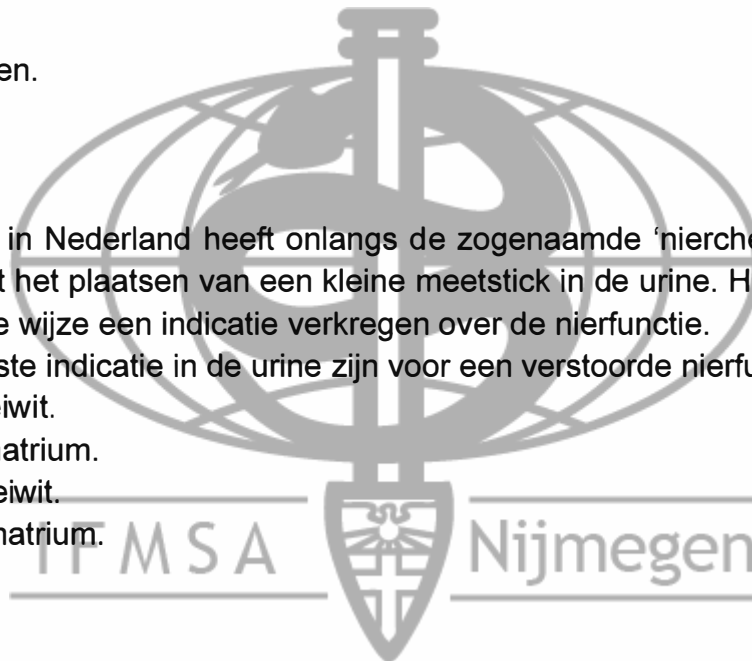 en.
in Nederland heeft onlangs de zogenaamde ‘nierche
t het plaatsen van een kleine meetstick in de urine. H
e wijze een indicatie verkregen over de nierfunctie.
ste indicatie in de urine zijn voor een verstoorde nierfu
eiwit.
natrium.
eiwit.
natrium.
IFMSA Nijmegen